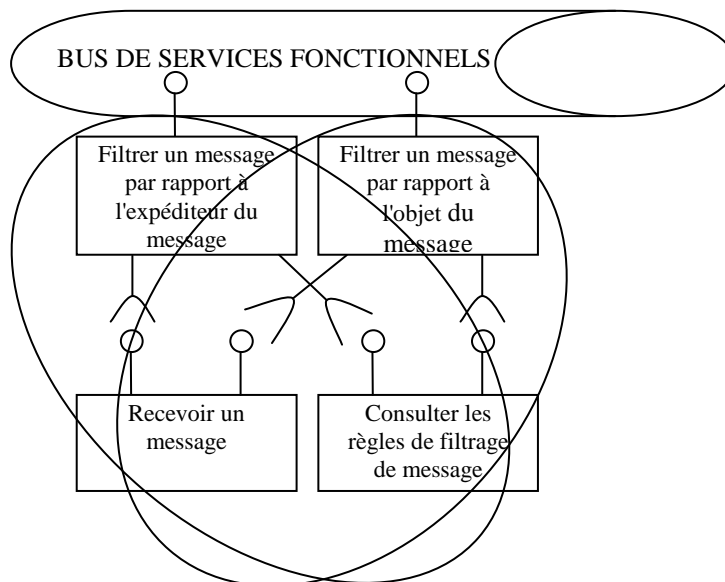 BUS DE SERVICES FONCTIONNELS
Filtrer un message
par rapport à
l'expéditeur du
message
Filtrer un message
par rapport à
l'objet du
message
Recevoir un
message
Consulter les
règles de filtrage
de message